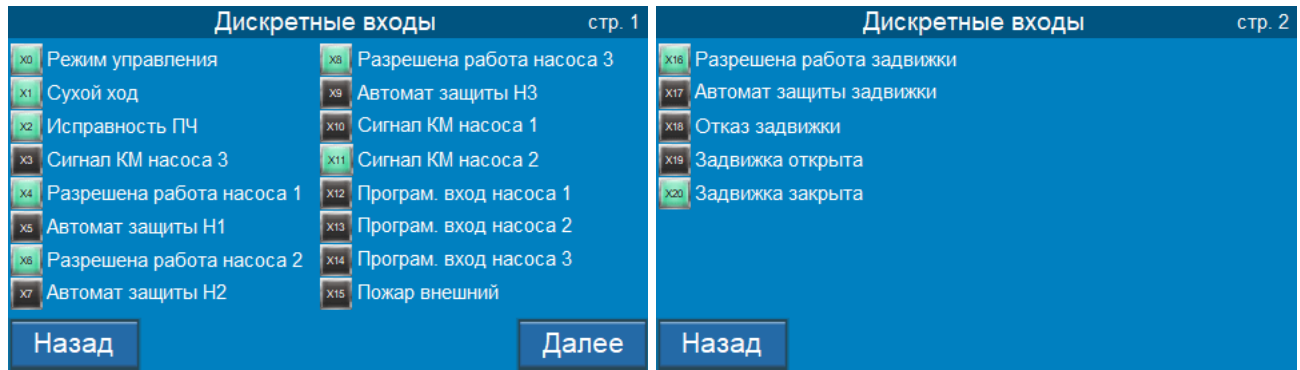 Дискретные входы стр. 1
X0 Режим управления
X1 Сухой ход
X2 Исправность ПЧ
X3 Сигнал КМ насоса 3
X4 Разрешена работа насоса 1
X5 Автомат защиты Н1
X6 Разрешена работа насоса 2
X7 Автомат защиты Н2
X8 Разрешена работа насоса 3
X9 Автомат защиты Н3
X10 Сигнал КМ насоса 1
X11 Сигнал КМ насоса 2
X12 Програм. вход насоса 1
X13 Програм. вход насоса 2
X14 Програм. вход насоса 3
X15 Пожар внешний
Назад Далее
Дискретные входы стр. 2
X16 Разрешена работа задвижки
X17 Автомат защиты задвижки
X18 Отказ задвижки
X19 Задвижка открыта
X20 Задвижка закрыта
Назад